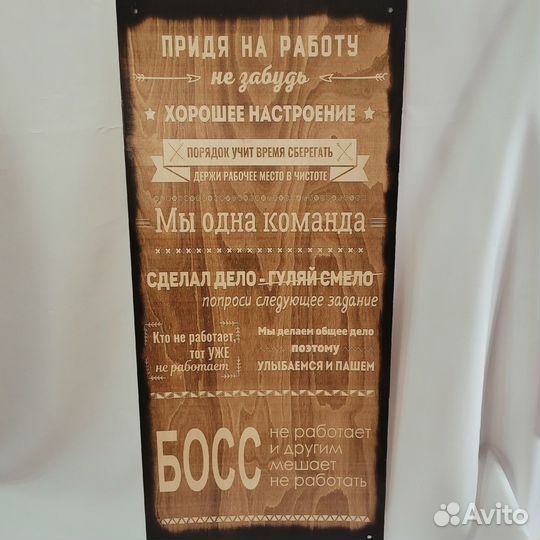 ПРИДЯ НА РАБОТУ
не забудь
ХОРОШЕЕ НАСТРОЕНИЕ
ПОРЯДОК УЧИТ ВРЕМЯ СБЕРЕГАТЬ
ДЕРЖИ РАБОЧЕЕ МЕСТО В ЧИСТОТЕ
Мы одна команда
СДЕЛАЛ ДЕЛО - ГУЛЯЙ СМЕЛО
попроси следующее задание
Кто не работает,
тот УЖЕ
не работает
Мы делаем общее дело
поэтому
УЛЫБАЕМСЯ И ПАШЕМ
БОСС
не работает
и другим
мешает
не работать
Avito